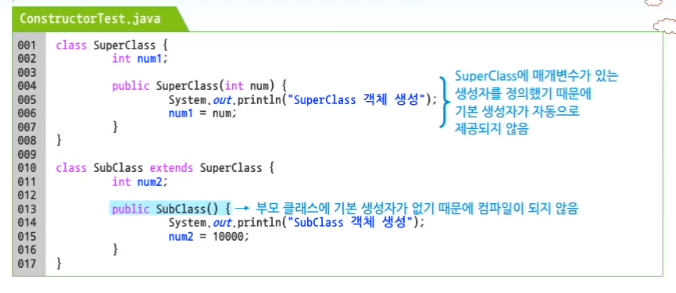 ConstructorTest.java
001 class SuperClass {
002 int num1;
003
004 public SuperClass(int num) {
005 System.out.println("SuperClass 객체 생성");
006 num1 = num;
007 }
008 }
009
010 class SubClass extends SuperClass {
011 int num2;
012
013 public SubClass() { → 부모 클래스에 기본 생성자가 없기 때문에 컴파일이 되지 않음
014 System.out.println("SubClass 객체 생성");
015 num2 = 10000;
016 }
017 }
SuperClass에 매개변수가 있는
생성자를 정의했기 때문에
기본 생성자가 자동으로
제공되지 않음